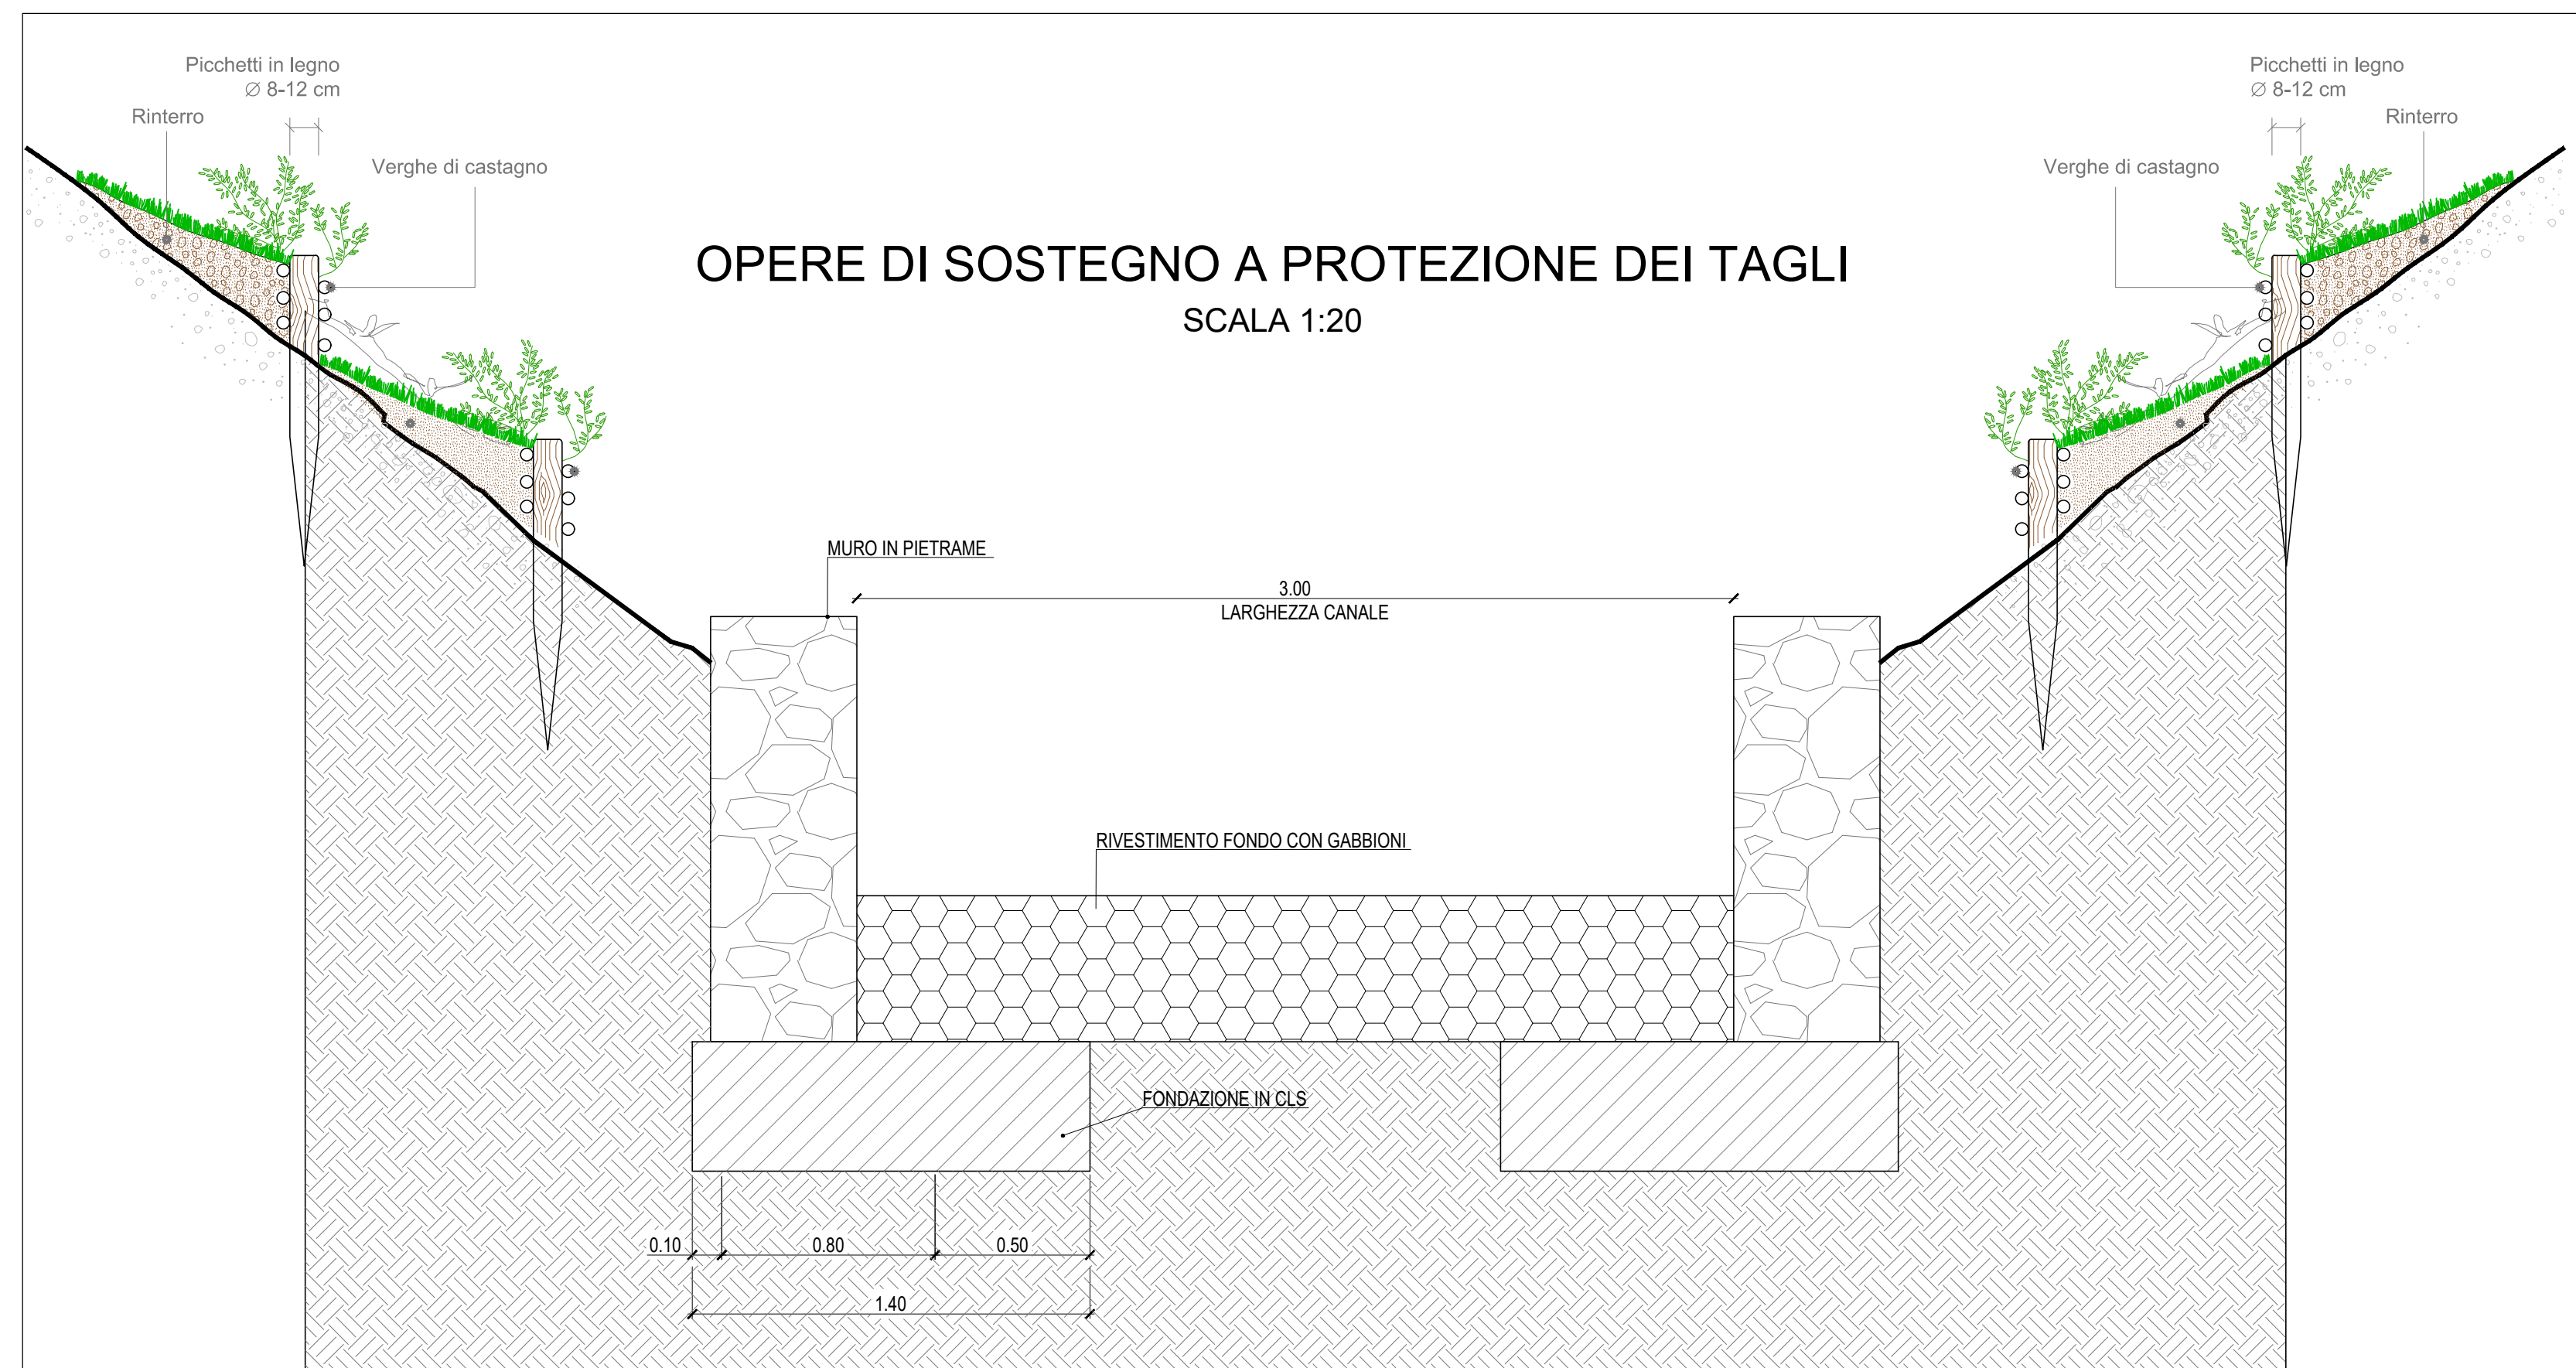 Picchetti in legno
Ø 8-12 cm
Rinterro
Verghe di castagno
Picchetti in legno
Ø 8-12 cm
Rinterro
Verghe di castagno
OPERE DI SOSTEGNO A PROTEZIONE DEI TAGLI
SCALA 1:20
MURO IN PIETRAME
3.00
LARGHEZZA CANALE
RIVESTIMENTO FONDO CON GABBIONI
FONDAZIONE IN CLS
0.10
0.80
0.50
1.40